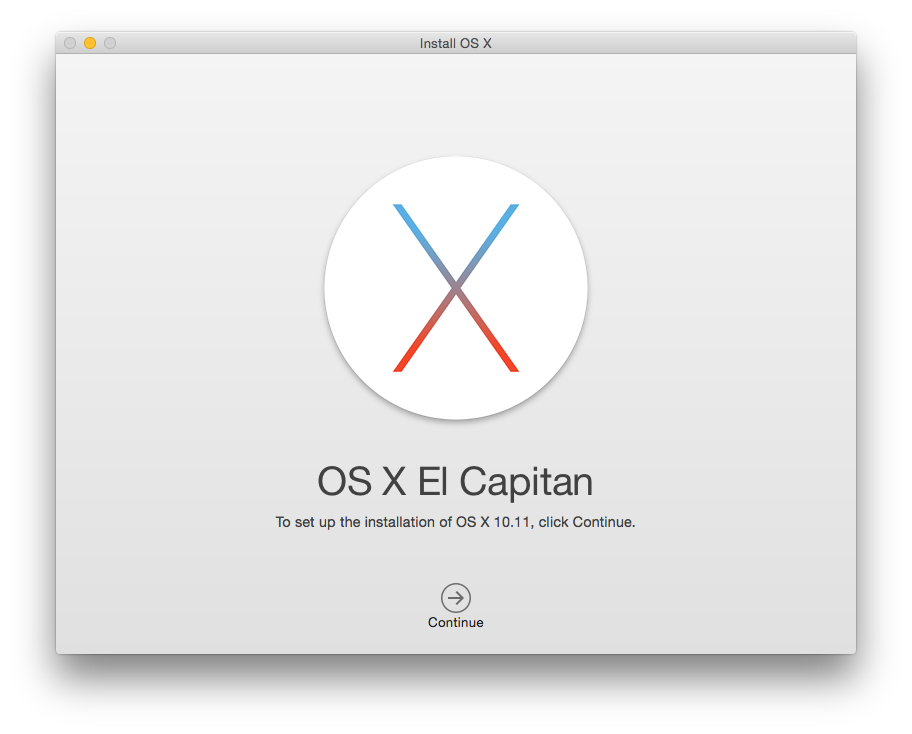 Install OS X
X
OS X El Capitan
To set up the installation of OS X 10.11, click Continue.
Continue